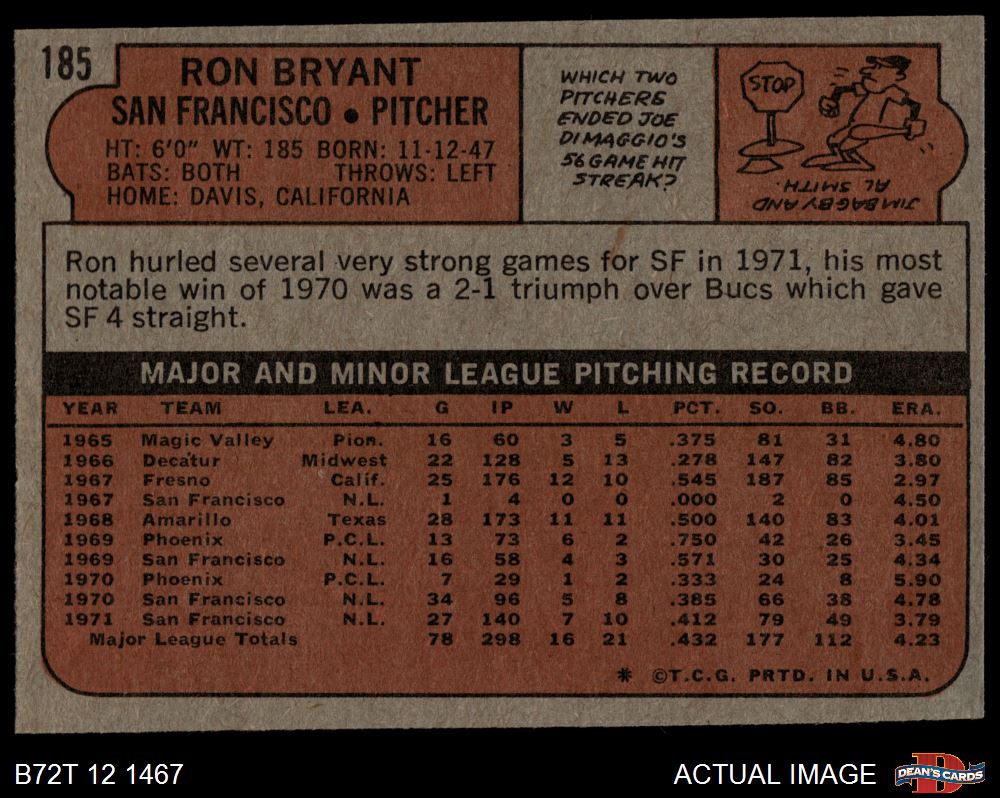 185
RON BRYANT
SAN FRANCISCO • PITCHER
HT: 6'0" WT: 185 BORN: 11-12-47
BATS: BOTH THROWS: LEFT
HOME: DAVIS, CALIFORNIA
WHICH TWO
PITCHERS
ENDED JOE
DIMAGGIO'S
56 GAME HIT
STREAK?
STOP
JIM BAGBY AND
AL SMITH.
Ron hurled several very strong games for SF in 1971, his most
notable win of 1970 was a 2-1 triumph over Bucs which gave
SF 4 straight.
MAJOR AND MINOR LEAGUE PITCHING RECORD
YEAR TEAM LEA. G IP W L PCT. SO. BB. ERA.
1965 Magic Valley Pion. 16 60 3 5 .375 81 31 4.80
1966 Decatur Midwest 22 128 5 13 .278 147 82 3.80
1967 Fresno Calif. 25 176 12 10 .545 187 85 2.97
1967 San Francisco N.L. 1 4 0 0 .000 2 0 4.50
1968 Amarillo Texas 28 173 11 11 .500 140 83 4.01
1969 Phoenix P.C.L. 13 73 6 2 .750 42 26 3.45
1969 San Francisco N.L. 16 58 4 3 .571 30 25 4.34
1970 Phoenix P.C.L. 7 29 1 2 .333 24 8 5.90
1970 San Francisco N.L. 34 96 5 8 .385 66 38 4.78
1971 San Francisco N.L. 27 140 7 10 .412 79 49 3.79
Major League Totals 78 298 16 21 .432 177 112 4.23
* ©T.C.G. PRTD. IN U.S.A.
B72T 12 1467
ACTUAL IMAGE
DEAN'S CARDS